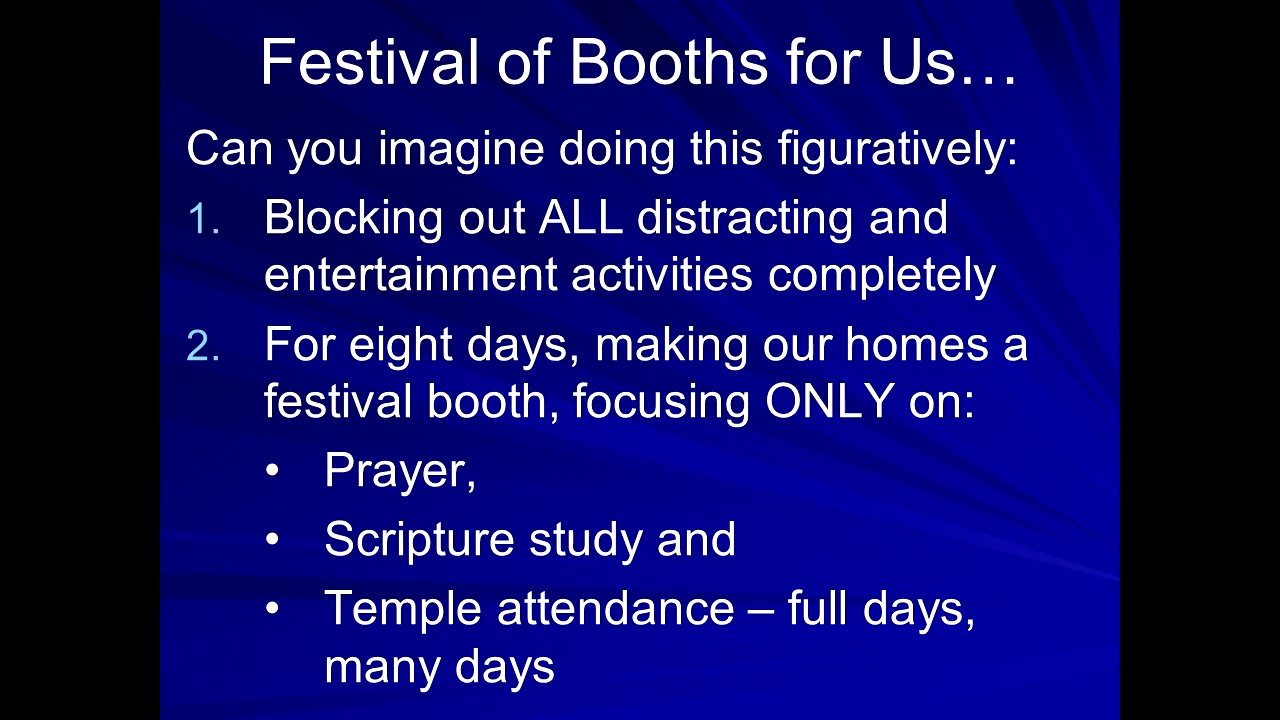 Festival of Booths for Us…
Can you imagine doing this figuratively:
1. Blocking out ALL distracting and
entertainment activities completely
2. For eight days, making our homes a
festival booth, focusing ONLY on:
• Prayer,
• Scripture study and
• Temple attendance – full days,
many days